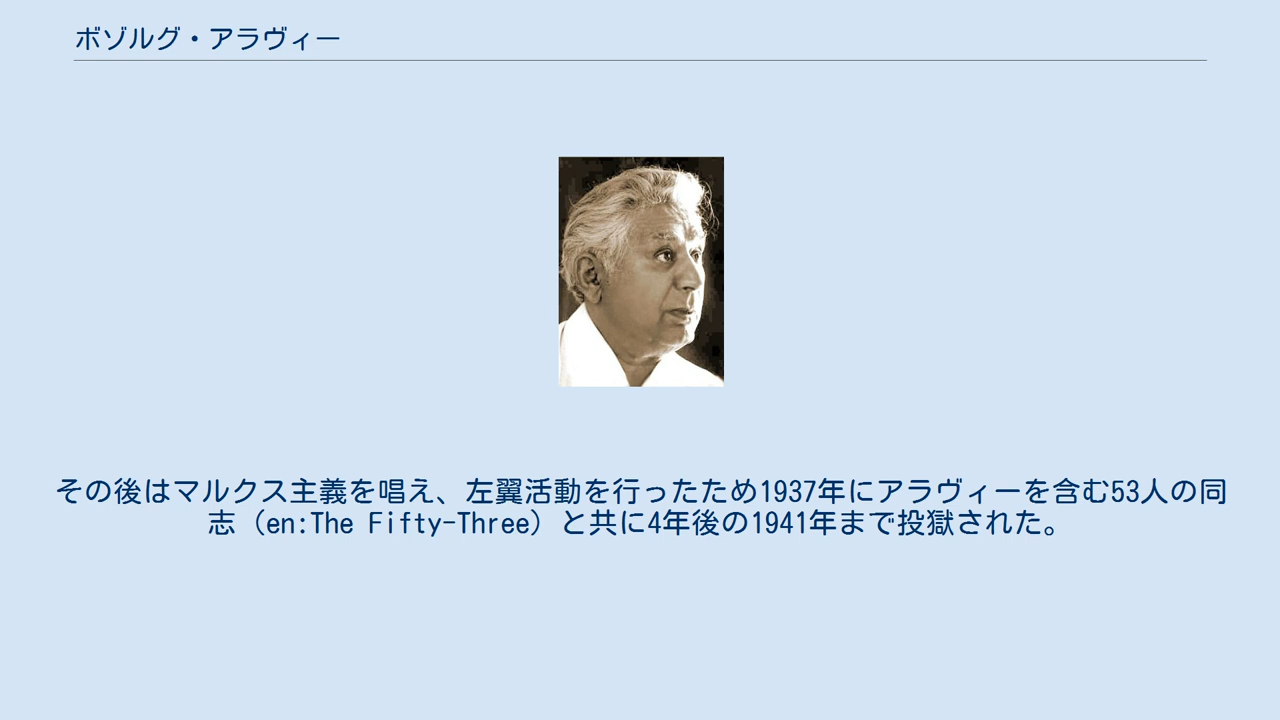 ボゾルグ・アラヴィー
その後はマルクス主義を唱え、左翼活動を行ったため1937年にアラヴィーを含む53人の同
志（en:The Fifty-Three）と共に4年後の1941年まで投獄された。